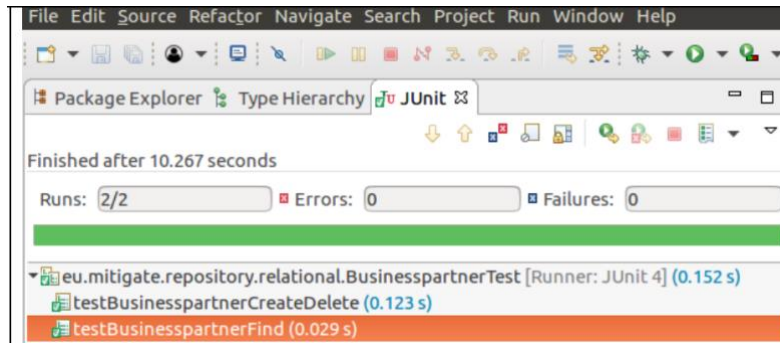 File Edit Source Refactor Navigate Search Project Run Window Help
Package Explorer Type Hierarchy JUnit
Finished after 10.267 seconds
Runs: 2/2 Errors: 0 Failures: 0
eu.mitigate.repository.relational.BusinesspartnerTest [Runner: JUnit 4] (0.152 s)
testBusinesspartnerCreateDelete (0.123 s)
testBusinesspartnerFind (0.029 s)